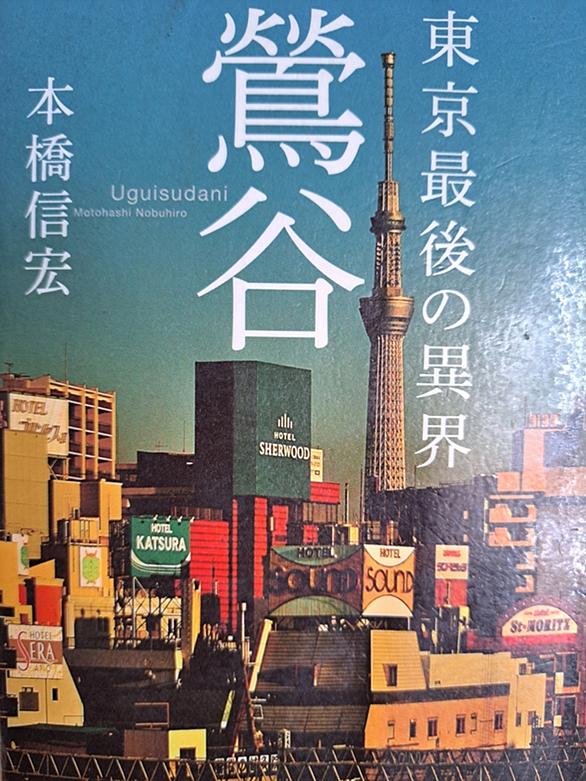 東京最後の異界
鶯谷
Uguisudani
本橋信宏
Motohashi Nobuhiro
HOTEL
HOTEL
SHERWOOD
HOTEL
KATSURA
HOTEL
SOUND
HOTEL
SOUND
HOTEL
SERA
St-MORITZ